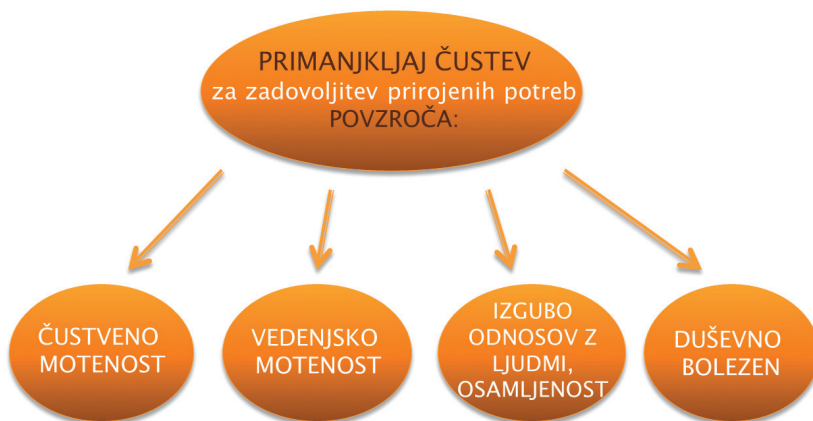 PRIMANJKLJAJ ČUSTEV
za zadovoljitev prirojenih potreb
POVZROČA:
ČUSTVENO
MOTENOST
VEDENJSKO
MOTENOST
IZGUBO
ODNOSOV Z
LJUDMI,
OSAMLJENOST
DUŠEVNO
BOLEZEN